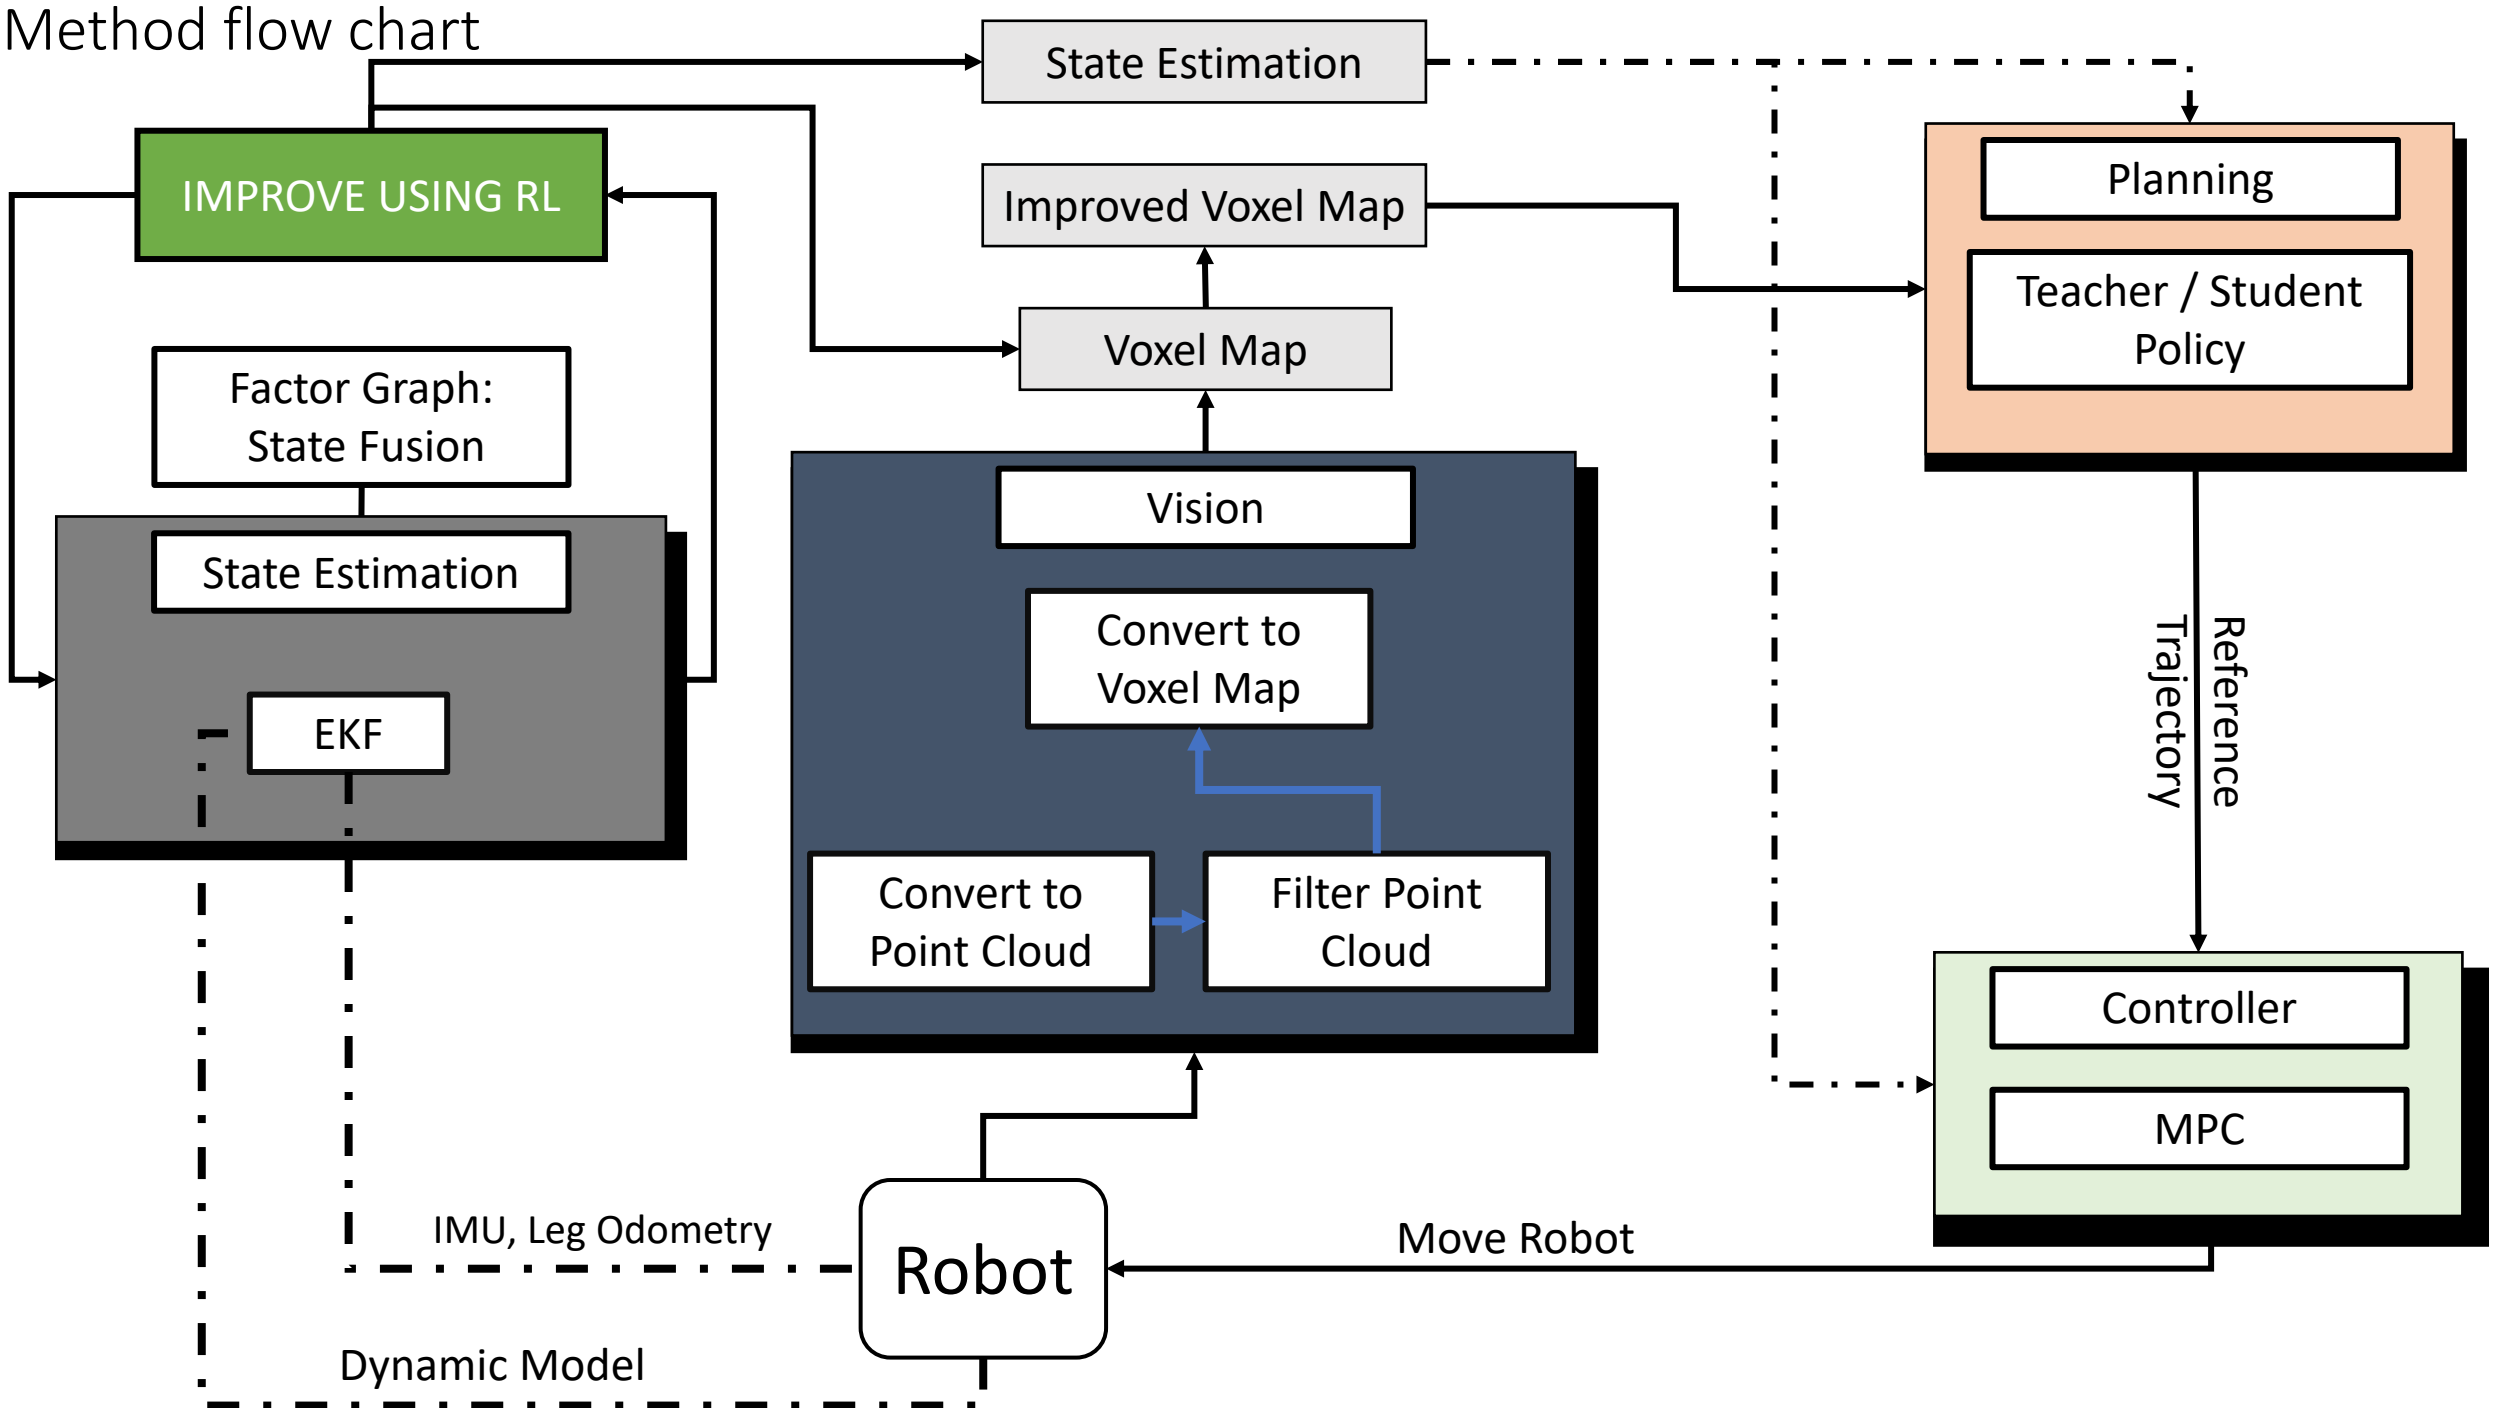 Method flow chart
State Estimation
IMPROVE USING RL
Improved Voxel Map
Planning
Teacher / Student
Policy
Voxel Map
Factor Graph:
State Fusion
State Estimation
EKF
Vision
Convert to
Voxel Map
Convert to
Point Cloud
Filter Point
Cloud
Reference
Trajectory
Controller
MPC
IMU, Leg Odometry
Robot
Move Robot
Dynamic Model